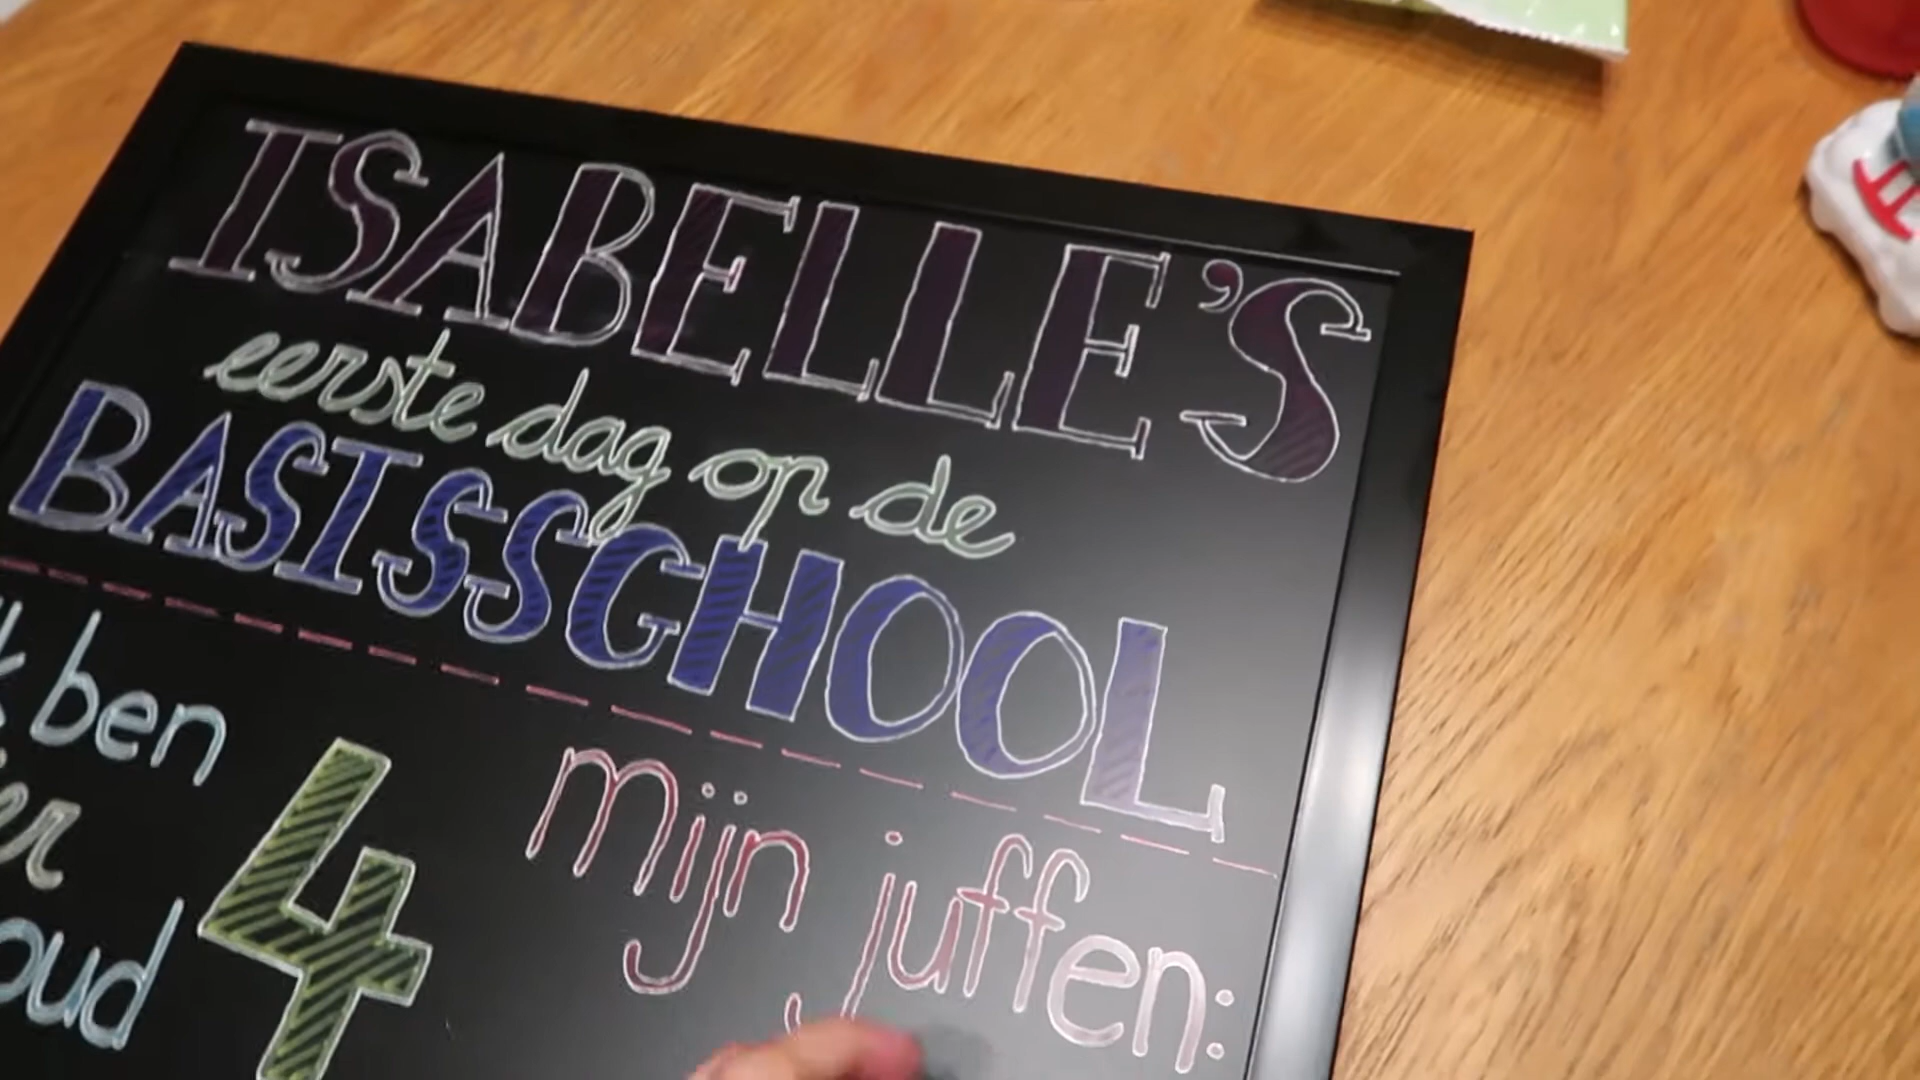 ISABELLE'S
eerste dag op de
BASISSCHOOL
ben
4
oud
mijn juffen: